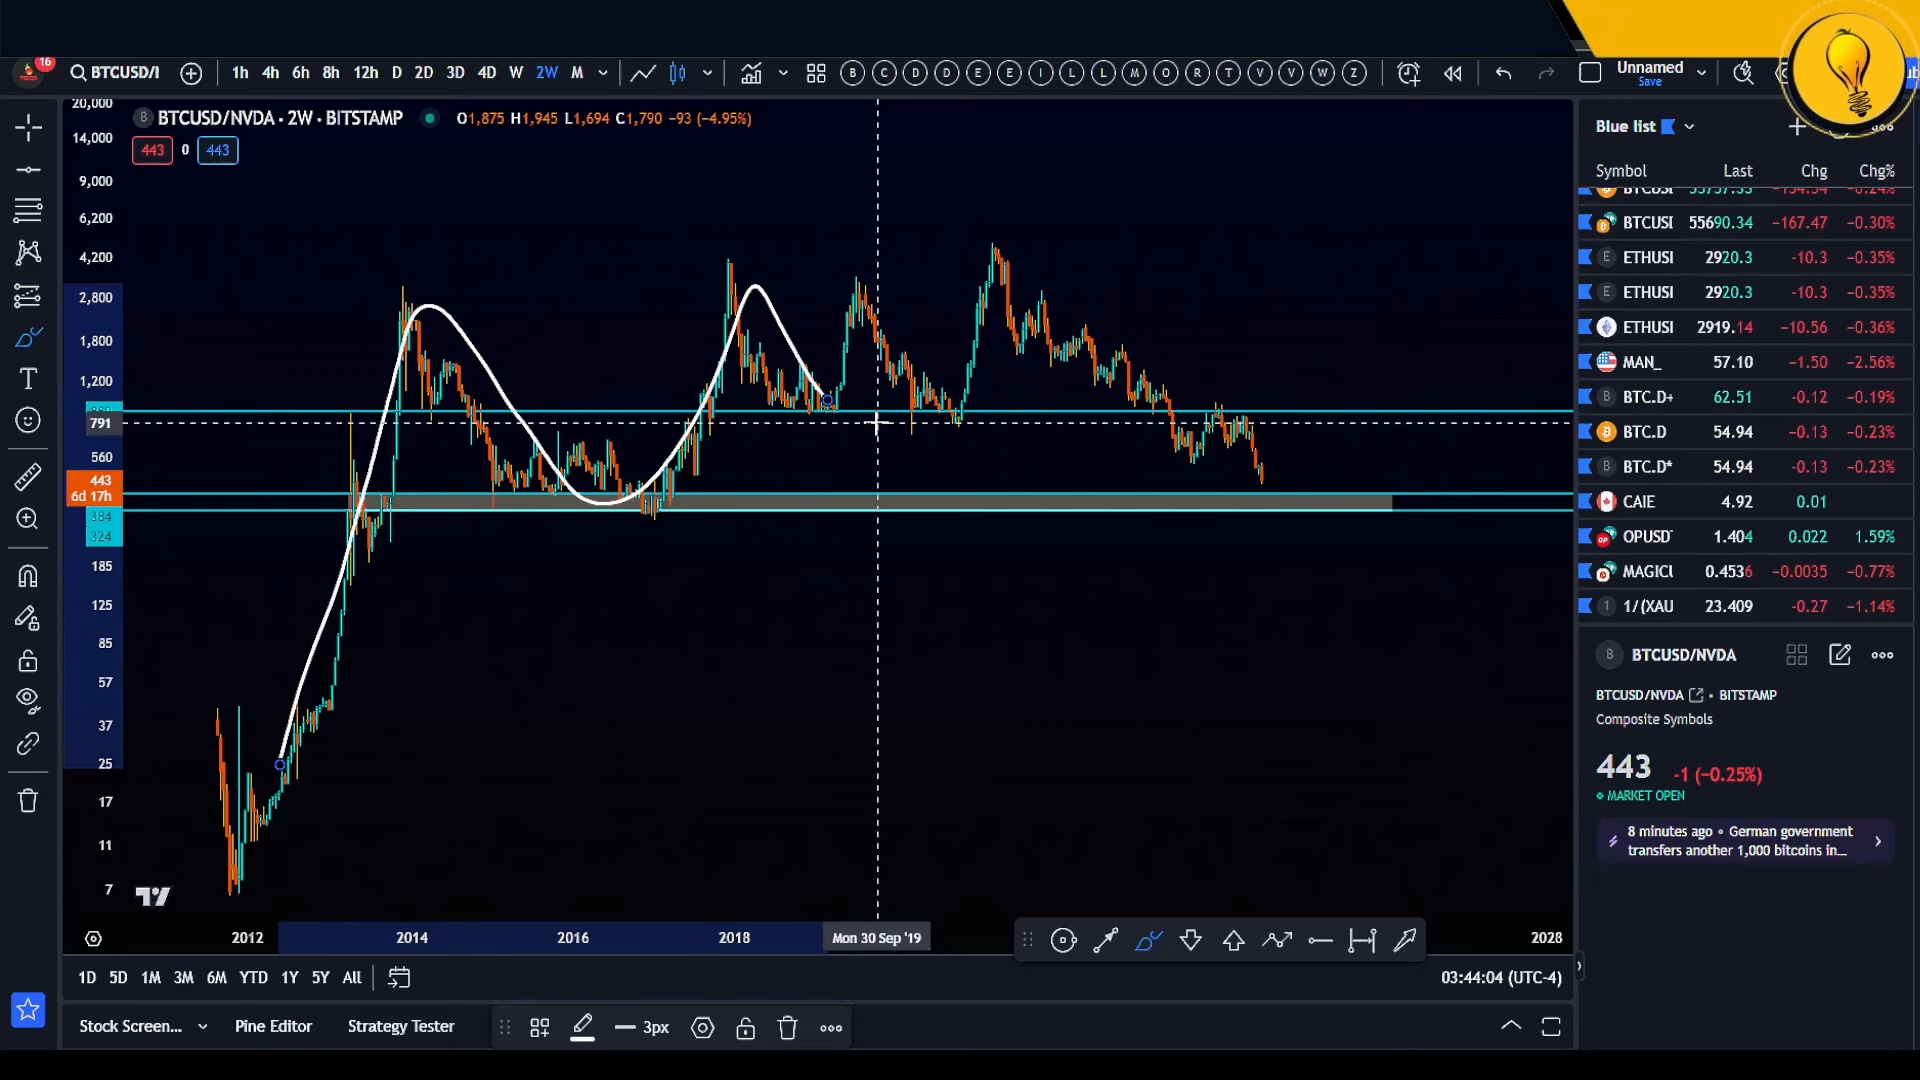 16
BTCUSD/I
1h 4h 6h 8h 12h D 2D 3D 4D W 2W M
B C D D E E I L L M O R T V V W Z
Unnamed
Save
B BTCUSD/NVDA · 2W · BITSTAMP O1,875 H1,945 L1,694 C1,790 −93 (−4.95%)
443 0 443
20,000
14,000
9,000
6,200
4,200
2,800
1,800
1,200
791
560
443
6d 17h
384
324
185
125
85
57
37
25
17
11
7
2012 2014 2016 2018 Mon 30 Sep '19 2028
1D 5D 1M 3M 6M YTD 1Y 5Y All
03:44:04 (UTC-4)
Stock Screen... Pine Editor Strategy Tester
3px
Blue list
Symbol Last Chg Chg%
BTCUSI 55690.34 −167.47 −0.30%
E ETHUSI 2920.3 −10.3 −0.35%
E ETHUSI 2920.3 −10.3 −0.35%
ETHUSI 2919.14 −10.56 −0.36%
MAN_ 57.10 −1.50 −2.56%
B BTC.D+ 62.51 −0.12 −0.19%
BTC.D 54.94 −0.13 −0.23%
B BTC.D* 54.94 −0.13 −0.23%
CAIE 4.92 0.01
OPUSD 1.404 0.022 1.59%
MAGICU 0.4536 −0.0035 −0.77%
1 1/(XAU 23.409 −0.27 −1.14%
B BTCUSD/NVDA
BTCUSD/NVDA • BITSTAMP
Composite Symbols
443 -1 (−0.25%)
MARKET OPEN
8 minutes ago • German government
transfers another 1,000 bitcoins in...